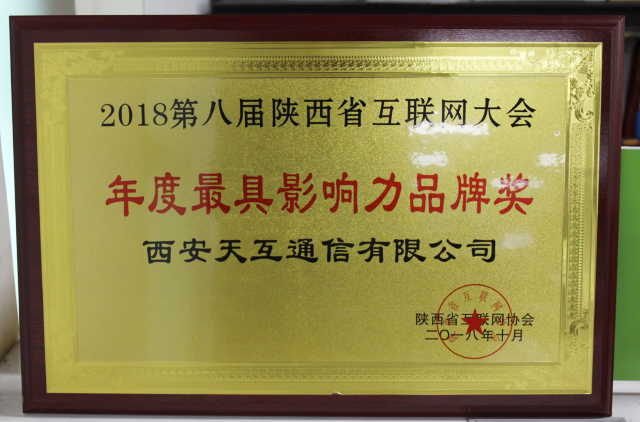 2018第八届陕西省互联网大会
年度最具影响力品牌奖
西安天互通信有限公司
陕西省互联网协会
二〇一八年十月